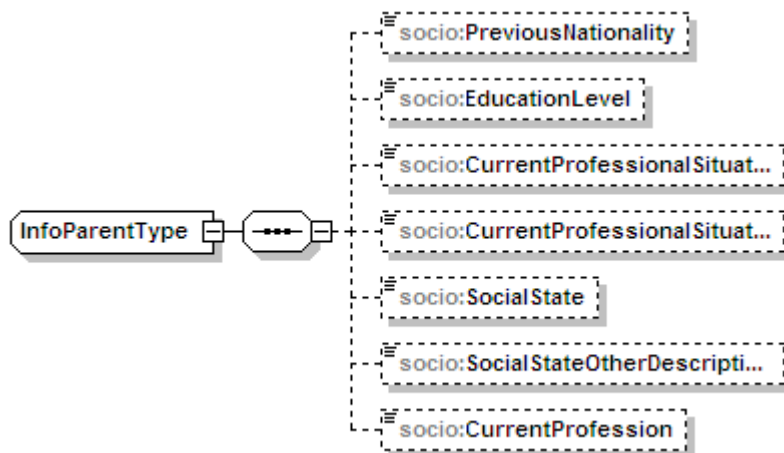 socio:PreviousNationality
socio:EducationLevel
socio:CurrentProfessionalSituat...
InfoParentType
socio:CurrentProfessionalSituat...
socio:SocialState
socio:SocialStateOtherDescripti...
socio:CurrentProfession